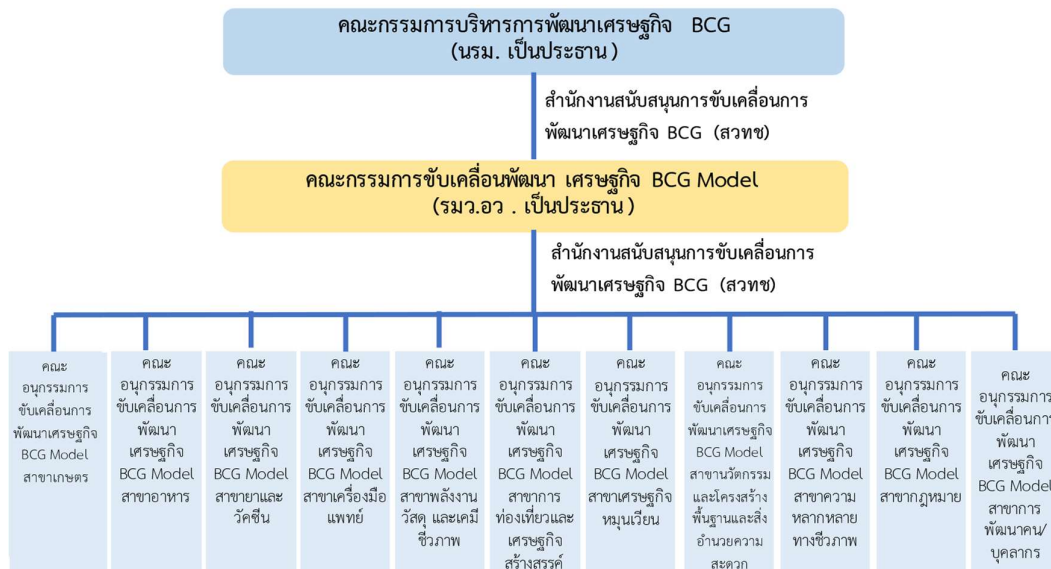 คณะกรรมการบริหารการพัฒนาเศรษฐกิจ BCG
(นรม. เป็นประธาน)
สำนักงานสนับสนุนการขับเคลื่อนการ
พัฒนาเศรษฐกิจ BCG (สวทช)
คณะกรรมการขับเคลื่อนพัฒนา เศรษฐกิจ BCG Model
(รมว.อว . เป็นประธาน)
สำนักงานสนับสนุนการขับเคลื่อนการ
พัฒนาเศรษฐกิจ BCG (สวทช)
คณะ
อนุกรรมการ
ขับเคลื่อนการ
พัฒนาเศรษฐกิจ
BCG Model
สาขาเกษตร
คณะ
อนุกรรมการ
ขับเคลื่อนการ
พัฒนา
เศรษฐกิจ
BCG Model
สาขาอาหาร
คณะ
อนุกรรมการ
ขับเคลื่อนการ
พัฒนา
เศรษฐกิจ
BCG Model
สาขายาและ
วัคซีน
คณะ
อนุกรรมการ
ขับเคลื่อนการ
พัฒนา
เศรษฐกิจ
BCG Model
สาขาเครื่องมือ
แพทย์
คณะ
อนุกรรมการ
ขับเคลื่อนการ
พัฒนา
เศรษฐกิจ
BCG Model
สาขาพลังงาน
วัสดุ และเคมี
ชีวภาพ
คณะ
อนุกรรมการ
ขับเคลื่อนการ
พัฒนา
เศรษฐกิจ
BCG Model
สาขาการ
ท่องเที่ยวและ
เศรษฐกิจ
สร้างสรรค์
คณะ
อนุกรรมการ
ขับเคลื่อนการ
พัฒนา
เศรษฐกิจ
BCG Model
สาขาเศรษฐกิจ
หมุนเวียน
คณะ
อนุกรรมการ
ขับเคลื่อนการ
พัฒนาเศรษฐกิจ
BCG Model
สาขานวัตกรรม
และโครงสร้าง
พื้นฐานและสิ่ง
อำนวยความ
สะดวก
คณะ
อนุกรรมการ
ขับเคลื่อนการ
พัฒนา
เศรษฐกิจ
BCG Model
สาขาความ
หลากหลาย
ทางชีวภาพ
คณะ
อนุกรรมการ
ขับเคลื่อนการ
พัฒนา
เศรษฐกิจ
BCG Model
สาขากฎหมาย
คณะ
อนุกรรมการ
ขับเคลื่อนการ
พัฒนา
เศรษฐกิจ
BCG Model
สาขาการ
พัฒนาคน/
บุคลากร